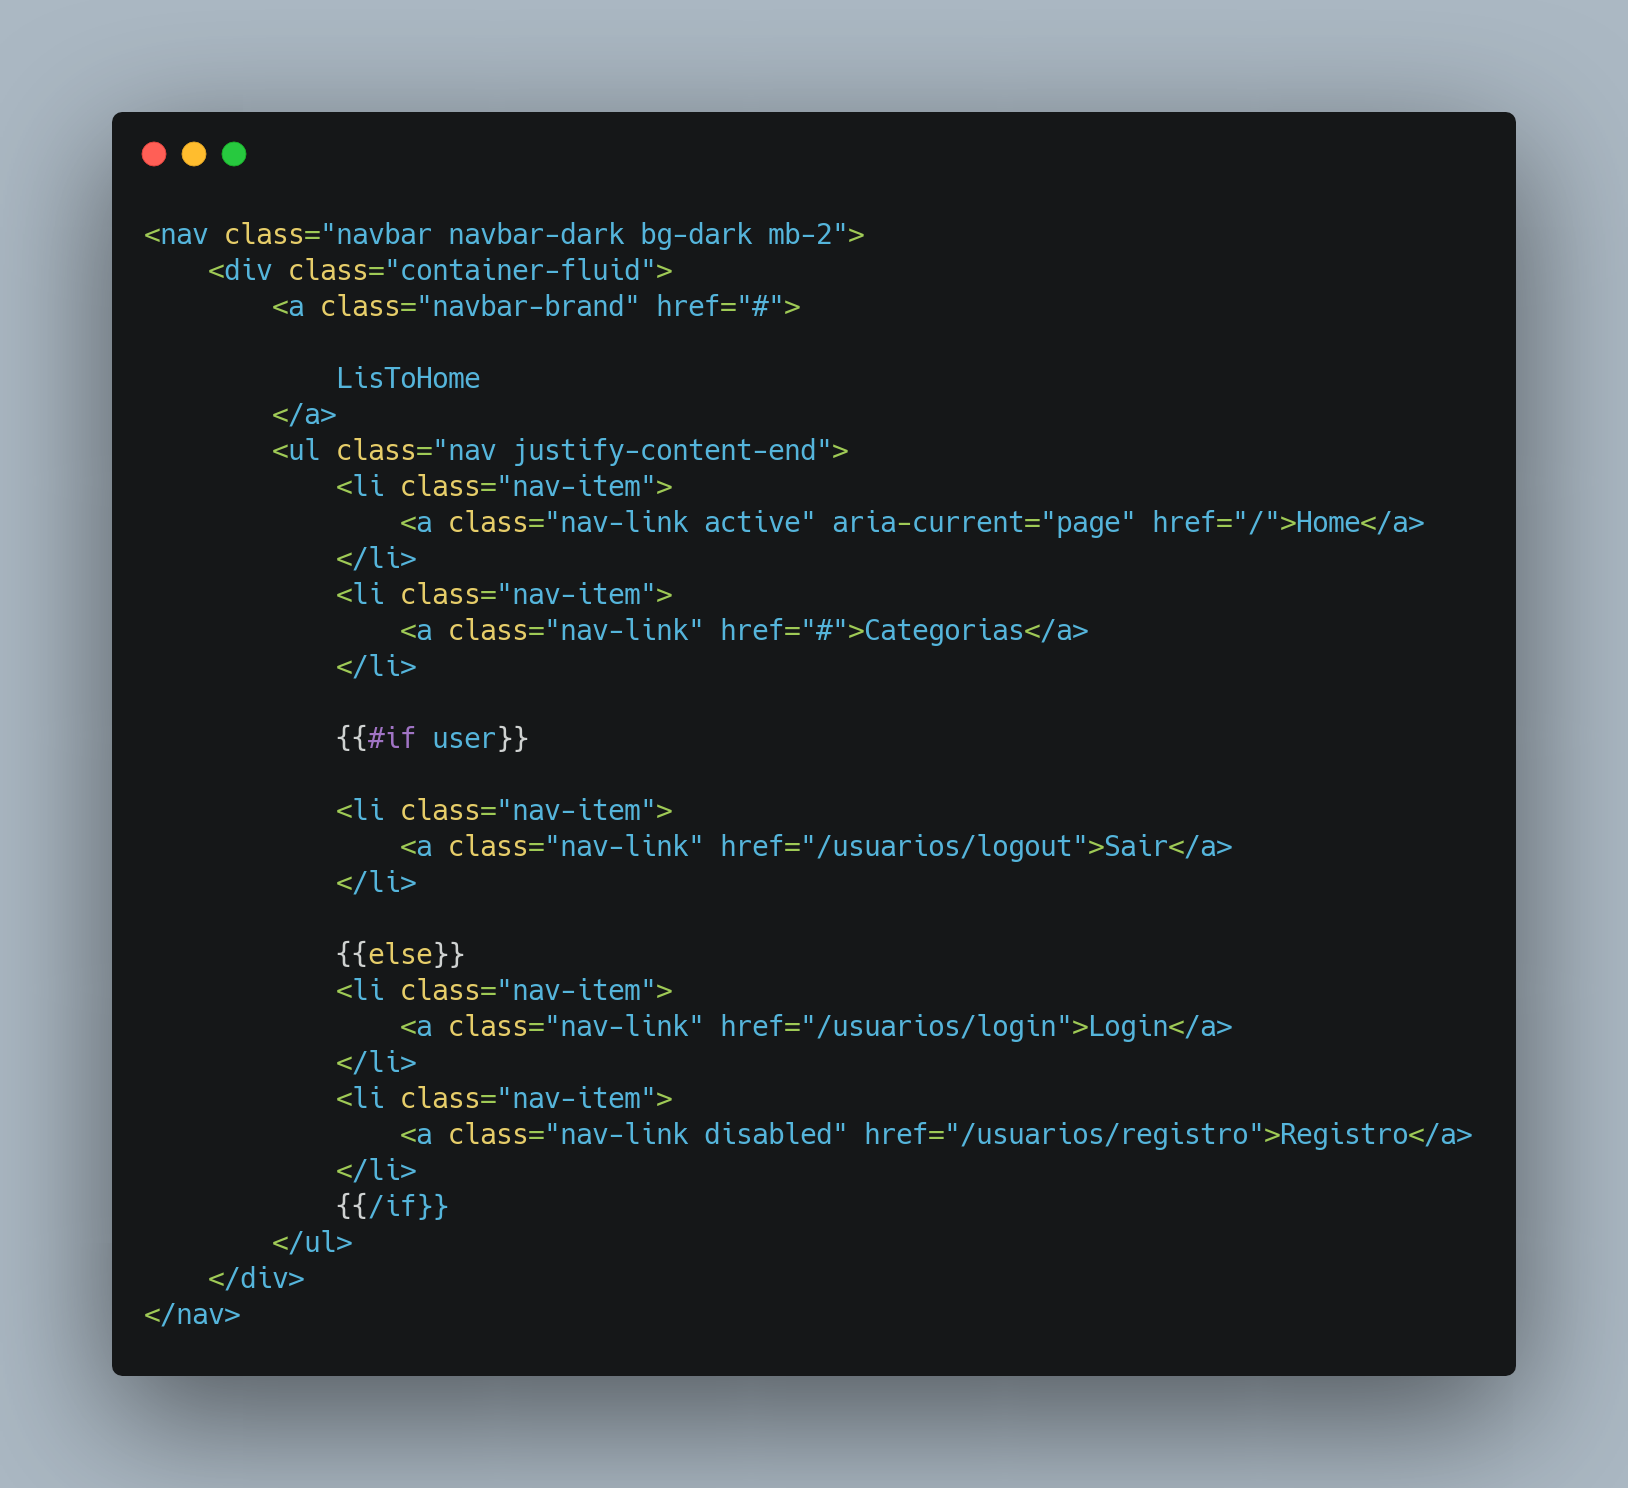 <nav class="navbar navbar-dark bg-dark mb-2">
    <div class="container-fluid">
        <a class="navbar-brand" href="#">

            LisToHome
        </a>
        <ul class="nav justify-content-end">
            <li class="nav-item">
                <a class="nav-link active" aria-current="page" href="/">Home</a>
            </li>
            <li class="nav-item">
                <a class="nav-link" href="#">Categorias</a>
            </li>

            {{#if user}}

            <li class="nav-item">
                <a class="nav-link" href="/usuarios/logout">Sair</a>
            </li>

            {{else}}
            <li class="nav-item">
                <a class="nav-link" href="/usuarios/login">Login</a>
            </li>
            <li class="nav-item">
                <a class="nav-link disabled" href="/usuarios/registro">Registro</a>
            </li>
            {{/if}}
        </ul>
    </div>
</nav>